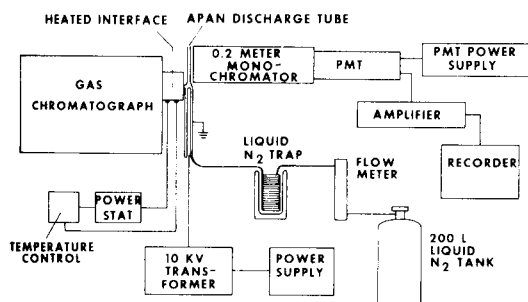 HEATED INTERFACE
APAN DISCHARGE TUBE
GAS
CHROMATOGRAPH
0.2 METER
MONO-
CHROMATOR
PMT
PMT POWER
SUPPLY
AMPLIFIER
RECORDER
LIQUID
N2 TRAP
FLOW
METER
POWER
STAT
TEMPERATURE
CONTROL
10 KV
TRANS-
FORMER
POWER
SUPPLY
200 L
LIQUID
N2 TANK